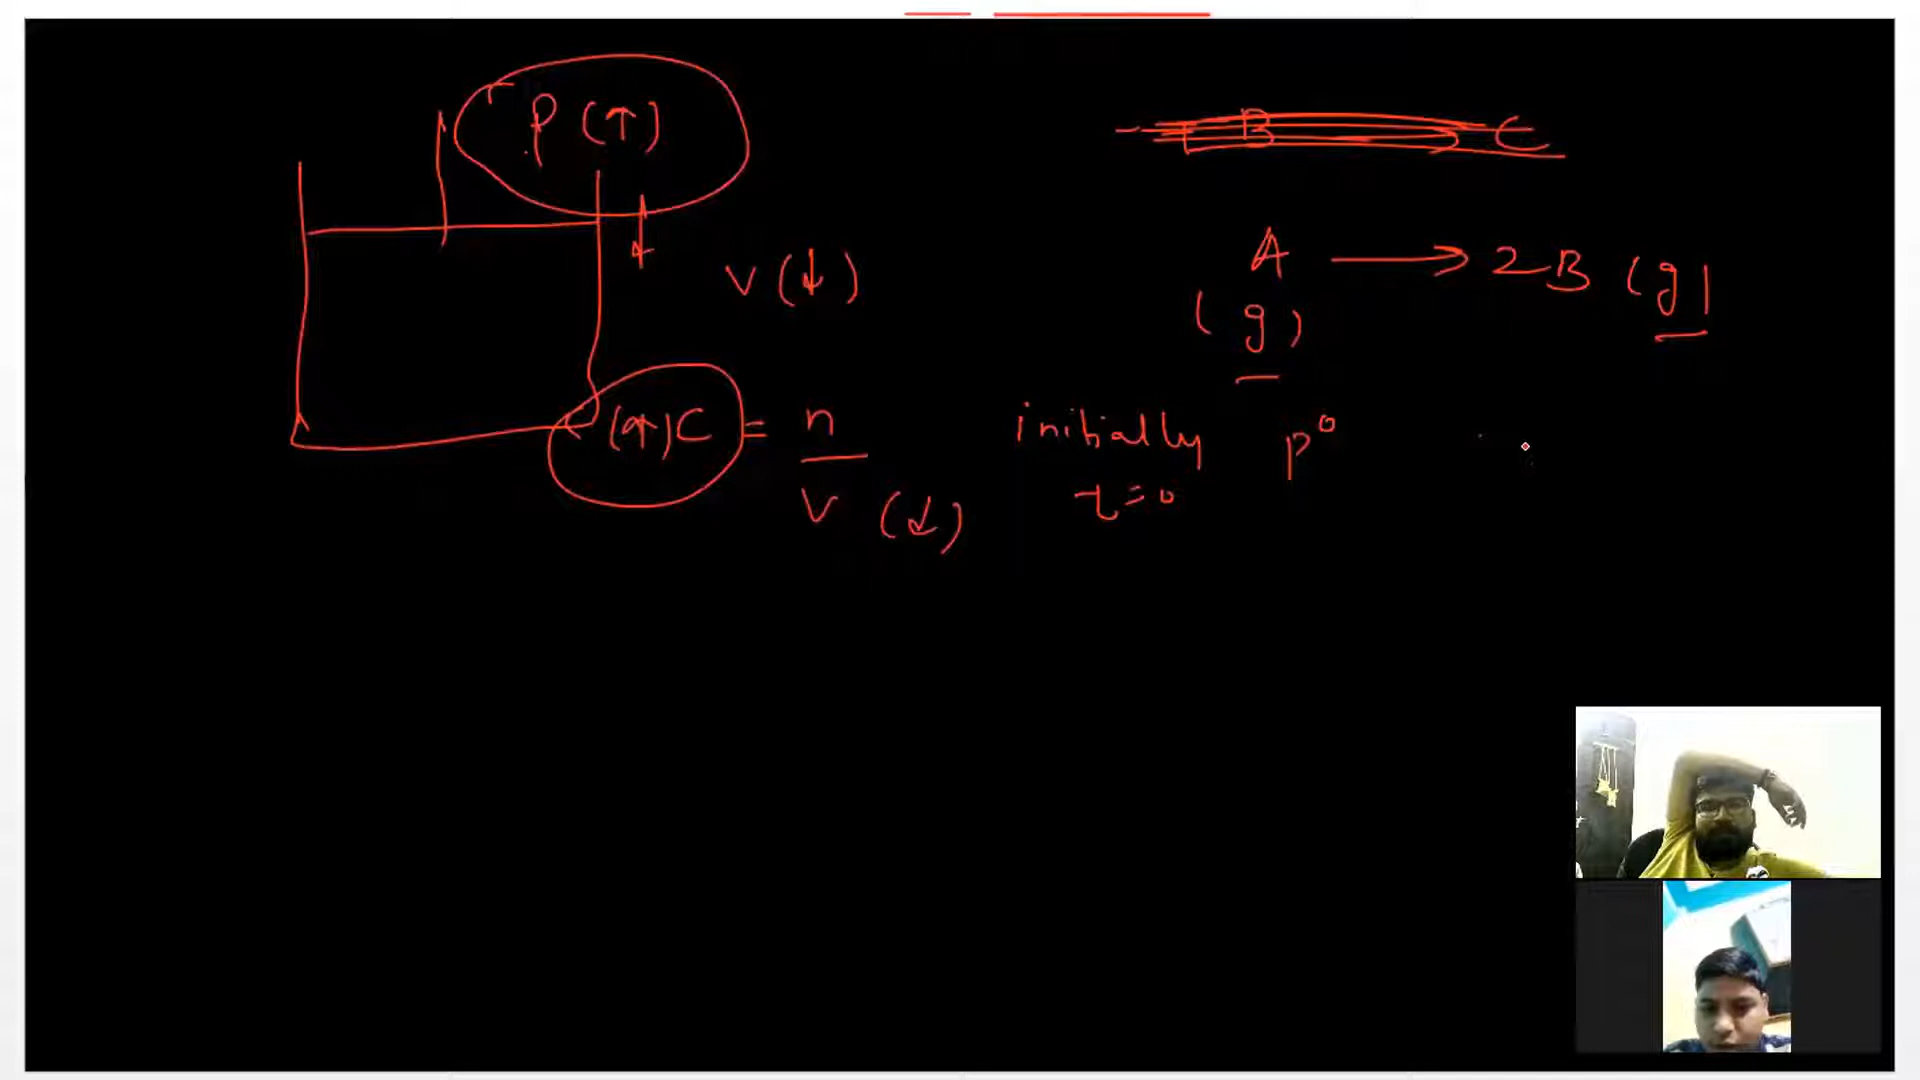 P (↑)
V (↓)
(↑) C = n / V (↓)
B C
A (g) → 2B (g)
initially P°
t = 0